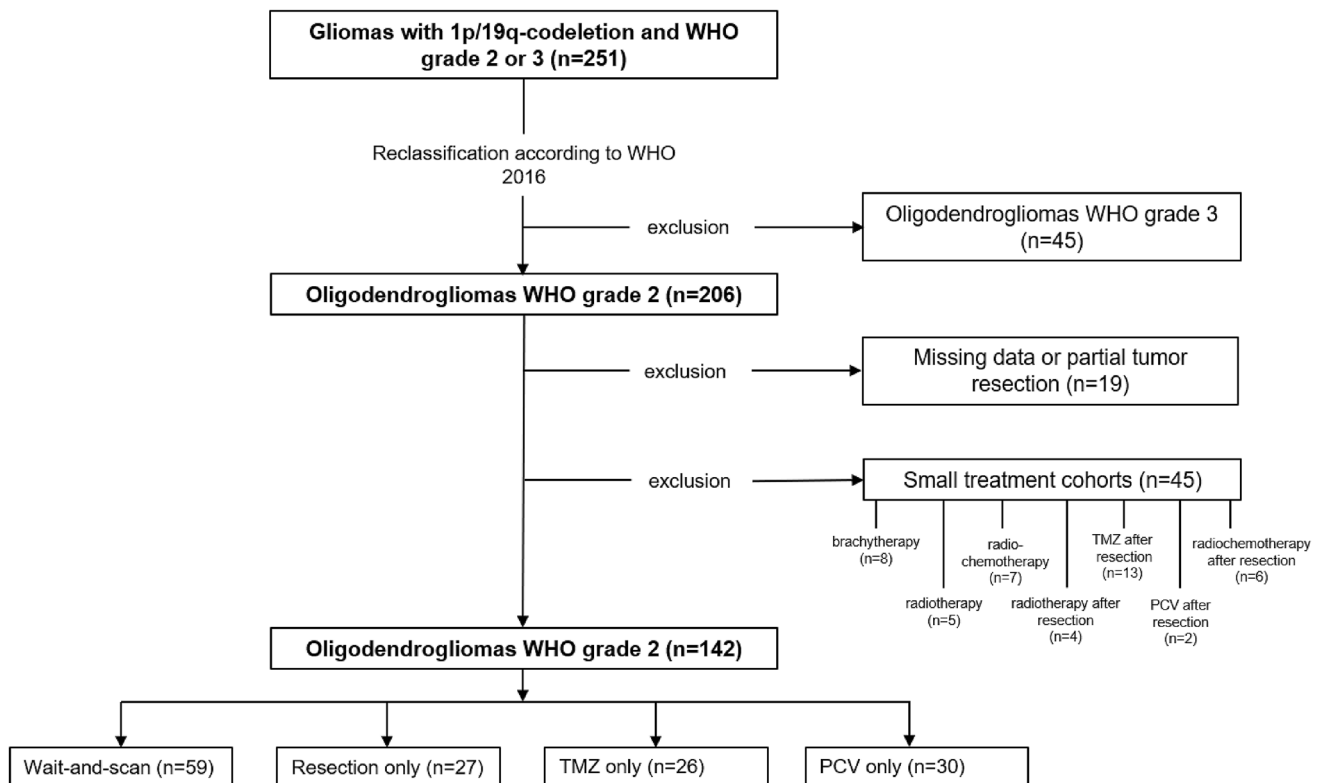 Gliomas with 1p/19q-codeletion and WHO
grade 2 or 3 (n=251)
Reclassification according to WHO
2016
exclusion
Oligodendrogliomas WHO grade 3
(n=45)
Oligodendrogliomas WHO grade 2 (n=206)
exclusion
Missing data or partial tumor
resection (n=19)
exclusion
Small treatment cohorts (n=45)
brachytherapy
(n=8)
radiotherapy
(n=5)
radio-
chemotherapy
(n=7)
radiotherapy after
resection
(n=4)
TMZ after
resection
(n=13)
PCV after
resection
(n=2)
radiochemotherapy
after resection
(n=6)
Oligodendrogliomas WHO grade 2 (n=142)
Wait-and-scan (n=59)
Resection only (n=27)
TMZ only (n=26)
PCV only (n=30)